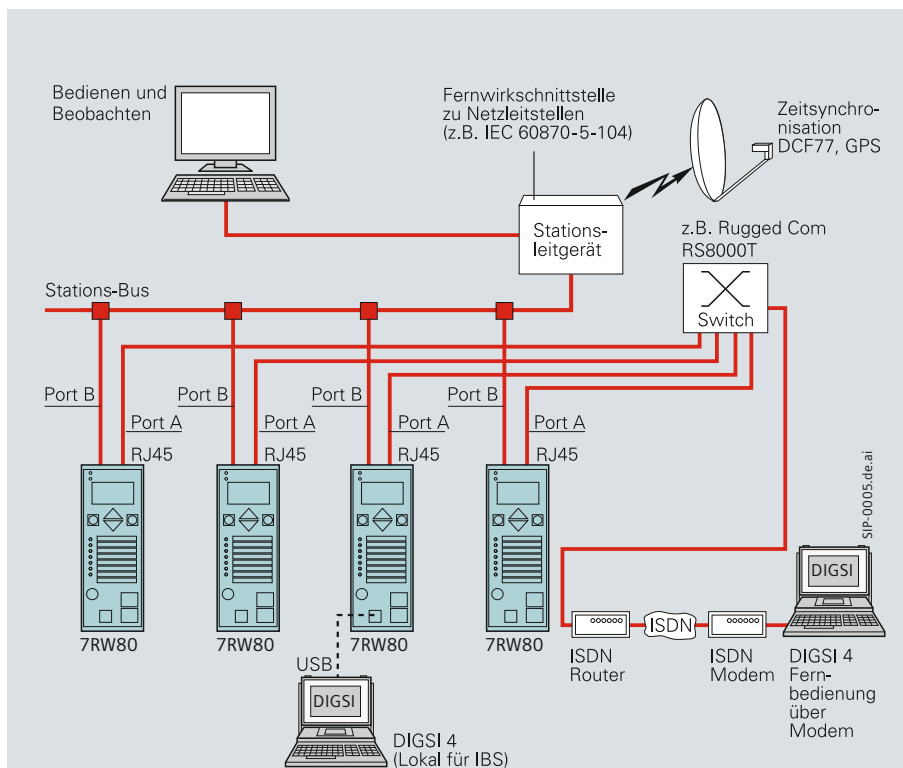 Bedienen und
Beobachten
Fernwirkschnittstelle
zu Netzleitstellen
(z.B. IEC 60870-5-104)
Zeitsynchro-
nisation
DCF77, GPS
Stations-
leitgerät
z.B. Rugged Com
RS8000T
Switch
Stations-Bus
Port B
Port B
Port B
Port B
Port A
Port A
Port A
Port A
RJ45
RJ45
RJ45
RJ45
7RW80
7RW80
7RW80
7RW80
USB
DIGSI
DIGSI 4
(Lokal für IBS)
ISDN
Router
ISDN
ISDN
Modem
DIGSI
DIGSI 4
Fern-
bedienung
über
Modem
SIP-0005.de.ai